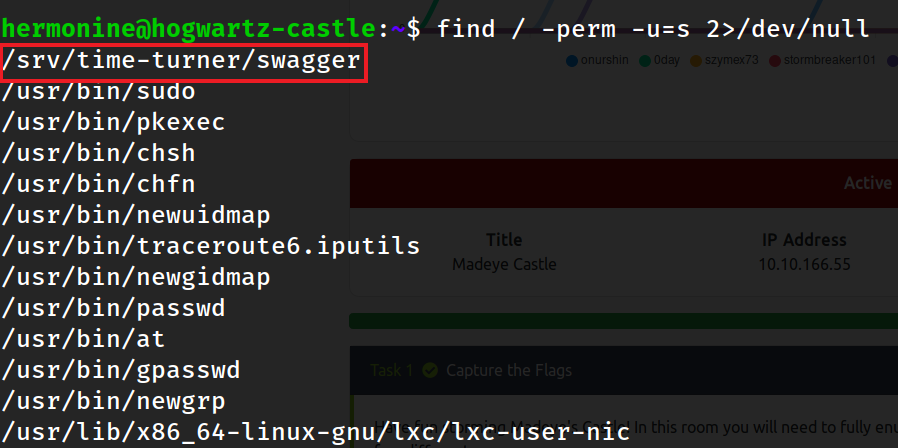 hermonine@hogwartz-castle:~$ find / -perm -u=s 2>/dev/null
/srv/time-turner/swagger
onurshin 0day szymex73 stormbreaker101
/usr/bin/sudo
/usr/bin/pkexec
/usr/bin/chsh
/usr/bin/chfn
Active
/usr/bin/newuidmap
/usr/bin/traceroute6.iputils
Title IP Address
Madeye Castle 10.10.166.55
/usr/bin/newgidmap
/usr/bin/passwd
/usr/bin/at
/usr/bin/gpasswd
Task 1 Capture the Flags
/usr/bin/newgrp
/usr/lib/x86_64-linux-gnu/lxc/lxc-user-nic
Castle! In this room you will need to fully